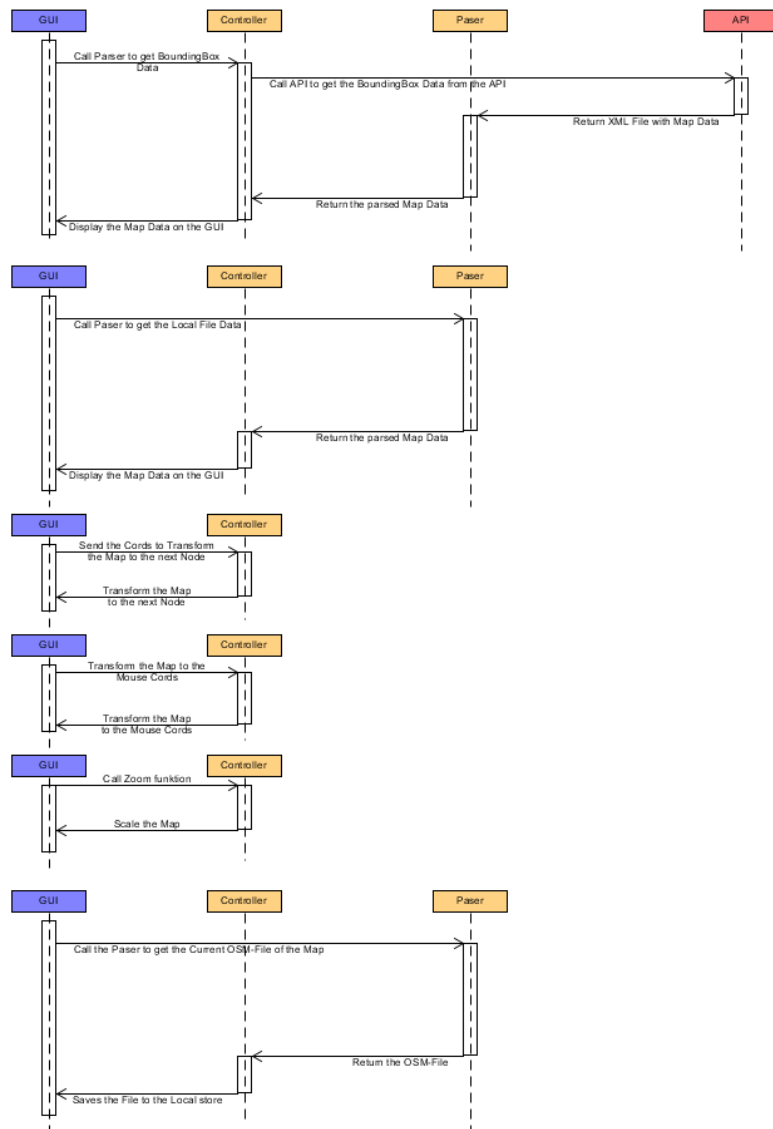 GUI Controller Paser API
Call Parser to get BoundingBox
Data
Call API to get the BoundingBox Data from the API
Return XML File with Map Data
Return the parsed Map Data
Display the Map Data on the GUI
GUI Controller Paser
Call Paser to get the Local File Data
Return the parsed Map Data
Display the Map Data on the GUI
GUI Controller
Send the Cords to Transform
the Map to the next Node
Transform the Map
to the next Node
GUI Controller
Transform the Map to the
Mouse Cords
Transform the Map
to the Mouse Cords
GUI Controller
Call Zoom funktion
Scale the Map
GUI Controller Paser
Call the Paser to get the Current OSM-File of the Map
Return the OSM-File
Saves the File to the Local store